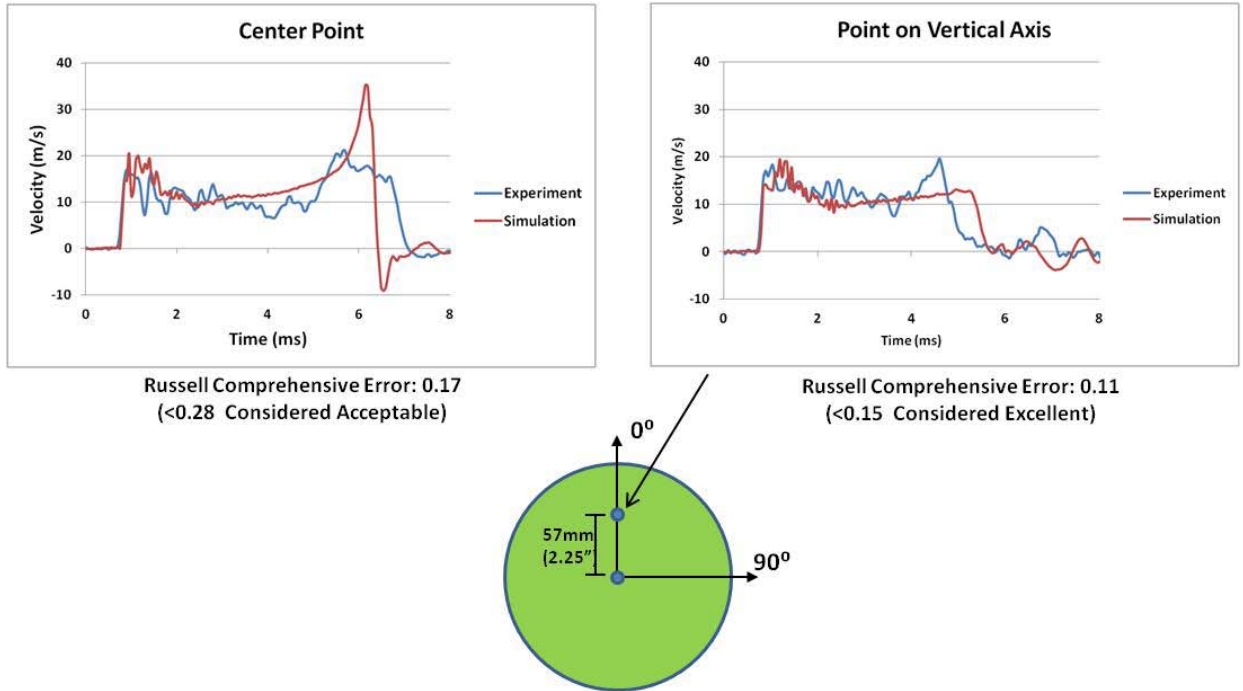 Center Point
40
30
20
10
0
-10
Velocity (m/s)
0 2 4 6 8
Time (ms)
Experiment
Simulation
Russell Comprehensive Error: 0.17
(<0.28 Considered Acceptable)
Point on Vertical Axis
40
30
20
10
0
-10
Velocity (m/s)
0 2 4 6 8
Time (ms)
Experiment
Simulation
Russell Comprehensive Error: 0.11
(<0.15 Considered Excellent)
0⁰
57mm
(2.25")
90⁰